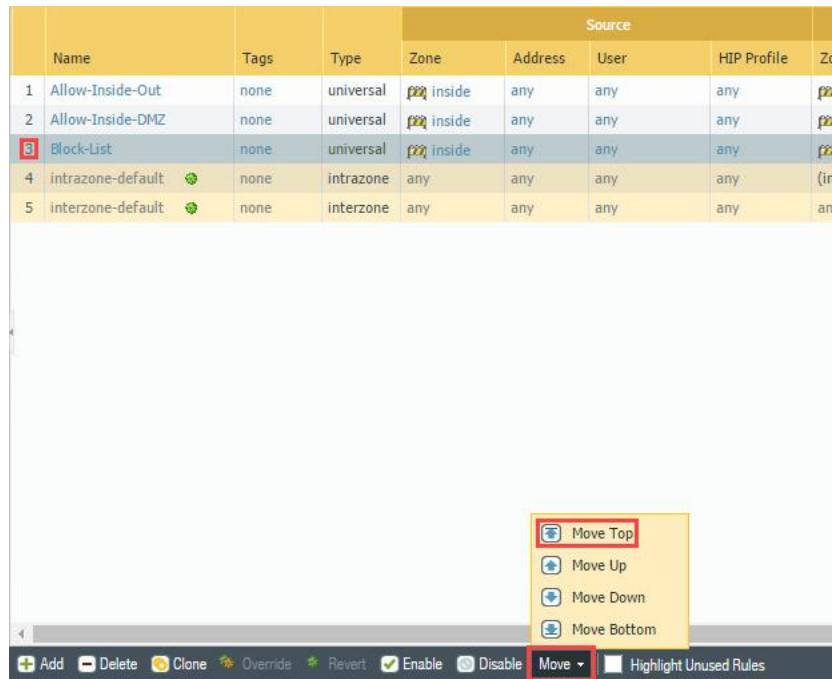 Source
Name Tags Type Zone Address User HIP Profile
1 Allow-Inside-Out none universal inside any any any
2 Allow-Inside-DMZ none universal inside any any any
3 Block-List none universal inside any any any
4 intrazone-default none intrazone any any any any
5 interzone-default none interzone any any any any
Move Top
Move Up
Move Down
Move Bottom
Add Delete Clone Override Revert Enable Disable Move Highlight Unused Rules